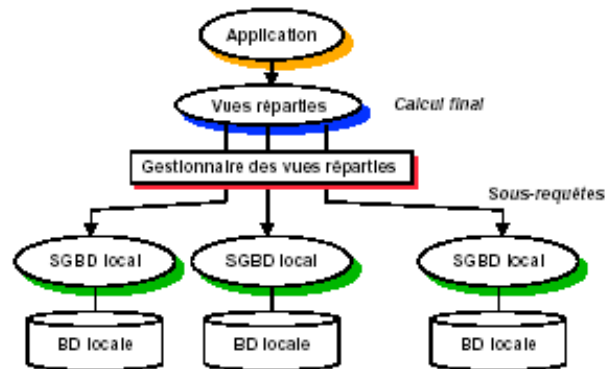 Application
Vues réparties
Calcul final
Gestionnaire des vues réparties
Sous-requêtes
SGBD local
SGBD local
SGBD local
BD locale
BD locale
BD locale